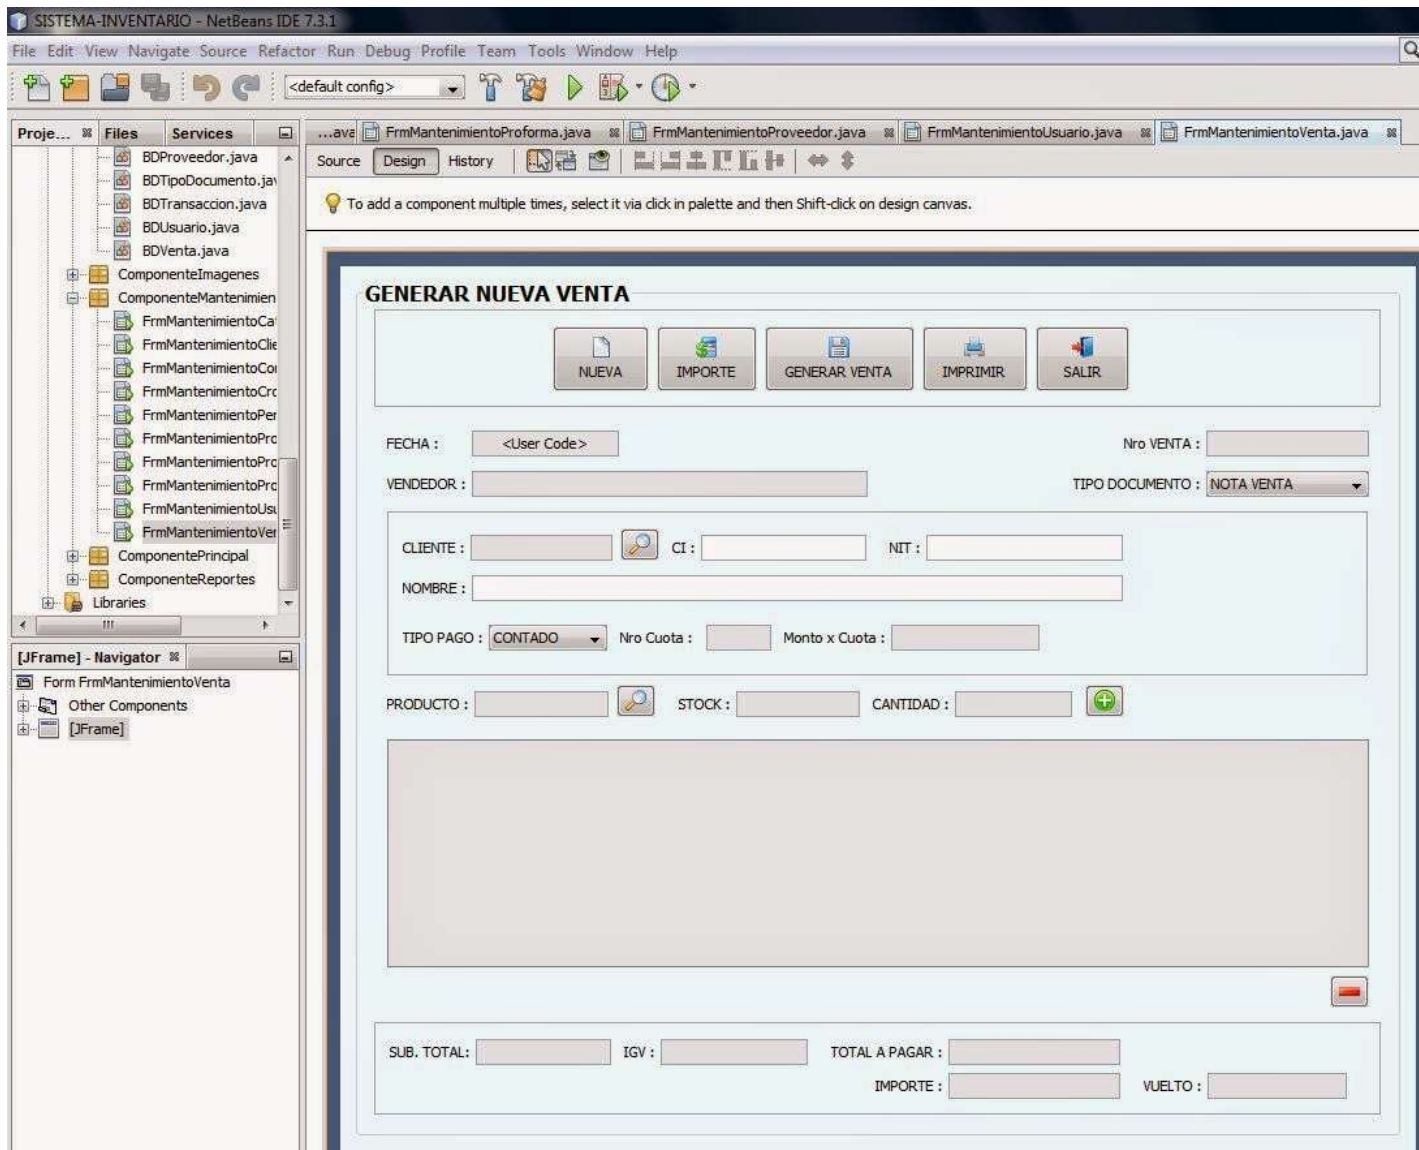 SISTEMA-INVENTARIO - NetBeans IDE 7.3.1
File Edit View Navigate Source Refactor Run Debug Profile Team Tools Window Help
<default config>
Proje... Files Services
BDProveedor.java
BDTipoDocumento.jav
BDTransaccion.java
BDUsuario.java
BDVenta.java
ComponenteImagenes
ComponenteMantenimien
FrmMantenimientoCa
FrmMantenimientoClie
FrmMantenimientoCo
FrmMantenimientoCro
FrmMantenimientoPer
FrmMantenimientoPro
FrmMantenimientoPro
FrmMantenimientoPro
FrmMantenimientoUsu
FrmMantenimientoVer
ComponentePrincipal
ComponenteReportes
Libraries
[JFrame] - Navigator
Form FrmMantenimientoVenta
Other Components
[JFrame]
...ava FrmMantenimientoProforma.java FrmMantenimientoProveedor.java FrmMantenimientoUsuario.java FrmMantenimientoVenta.java
Source Design History
To add a component multiple times, select it via click in palette and then Shift-click on design canvas.
GENERAR NUEVA VENTA
NUEVA IMPORTE GENERAR VENTA IMPRIMIR SALIR
FECHA : <User Code> Nro VENTA :
VENDEDOR : TIPO DOCUMENTO : NOTA VENTA
CLIENTE : CI : NIT :
NOMBRE :
TIPO PAGO : CONTADO Nro Cuota : Monto x Cuota :
PRODUCTO : STOCK : CANTIDAD :
SUB. TOTAL: IGV : TOTAL A PAGAR :
IMPORTE : VUELTO :